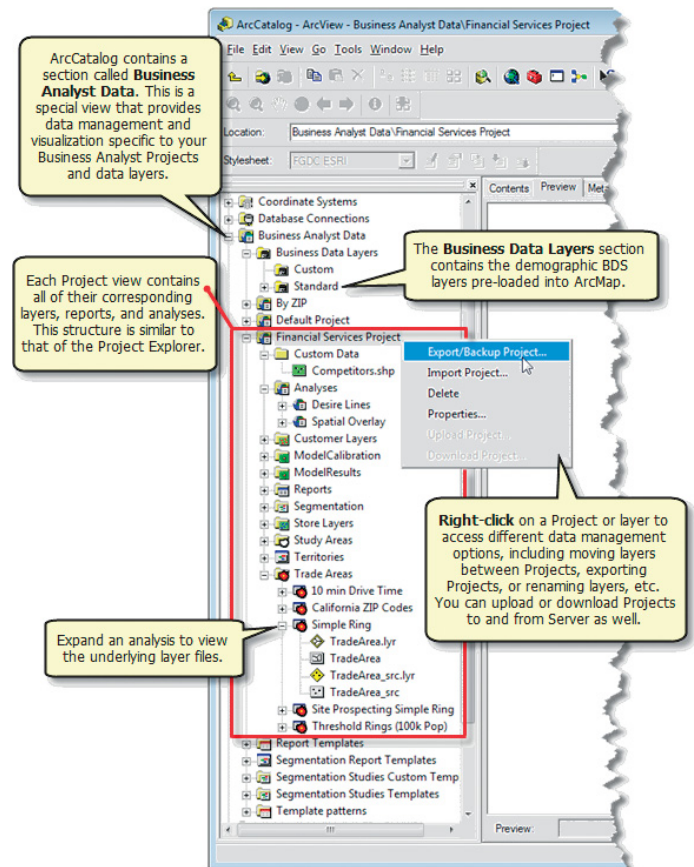 ArcCatalog - ArcView - Business Analyst Data\Financial Services Project
File Edit View Go Tools Window Help
Location: Business Analyst Data\Financial Services Project
Stylesheet: FGDC ESRI
Contents Preview
ArcCatalog contains a
section called Business
Analyst Data. This is a
special view that provides
data management and
visualization specific to your
Business Analyst Projects
and data layers.
Coordinate Systems
Database Connections
Business Analyst Data
Business Data Layers
Custom
Standard
By ZIP
Default Project
Financial Services Project
Custom Data
Competitors.shp
Analyses
Desire Lines
Spatial Overlay
Customer Layers
ModelCalibration
ModelResults
Reports
Segmentation
Store Layers
Study Areas
Territories
Trade Areas
10 min Drive Time
California ZIP Codes
Simple Ring
TradeArea.lyr
TradeArea
TradeArea_src.lyr
TradeArea_src
Site Prospecting Simple Ring
Threshold Rings (100k Pop)
Report Templates
Segmentation Report Templates
Segmentation Studies Custom Temp
Segmentation Studies Templates
Template patterns
The Business Data Layers section
contains the demographic BDS
layers pre-loaded into ArcMap.
Each Project view contains
all of their corresponding
layers, reports, and analyses.
This structure is similar to
that of the Project Explorer.
Export/Backup Project...
Import Project...
Delete
Properties...
Upload Project...
Download Project...
Right-click on a Project or layer to
access different data management
options, including moving layers
between Projects, exporting
Projects, or renaming layers, etc.
You can upload or download Projects
to and from Server as well.
Expand an analysis to view
the underlying layer files.
Preview: